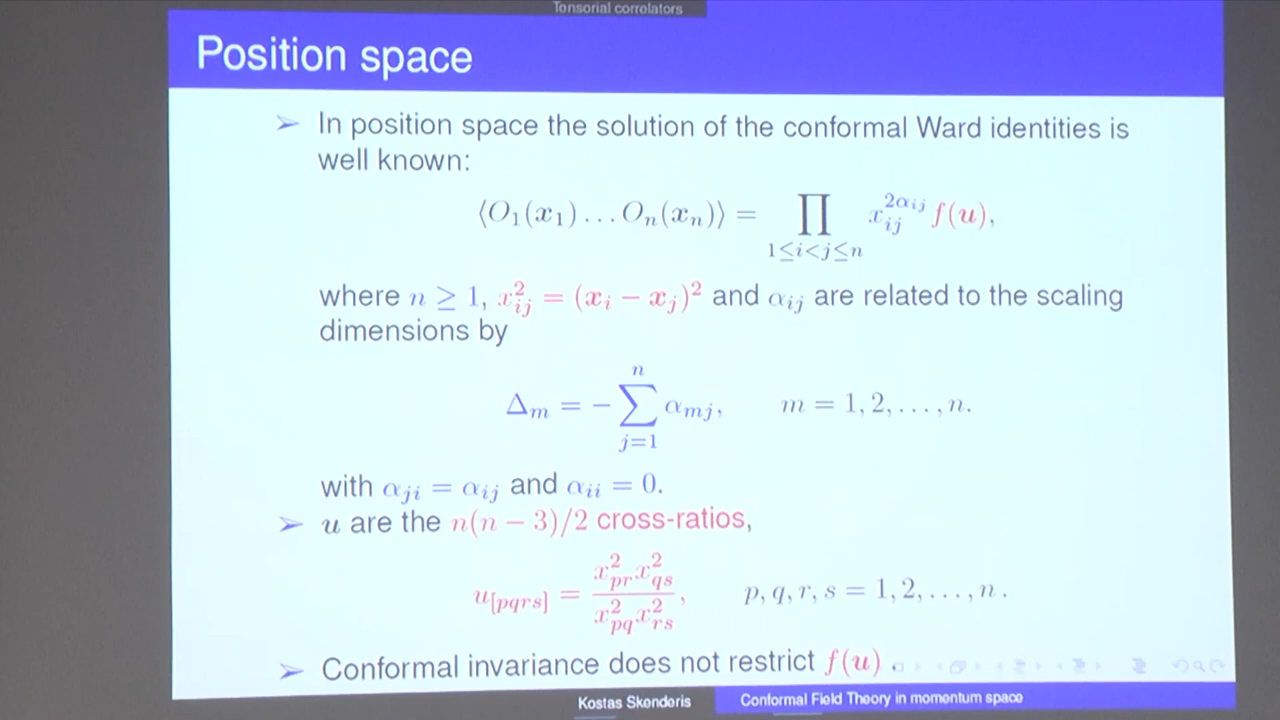 Tensorial correlators
Position space
➢ In position space the solution of the conformal Ward identities is
well known:
⟨O₁(x₁) … Oₙ(xₙ)⟩ = ∏_{1≤i<j≤n} x_{ij}^{2α_{ij}} f(u),
where n ≥ 1, x²_{ij} = (x_i − x_j)² and α_{ij} are related to the scaling
dimensions by
Δ_m = − ∑_{j=1}^{n} α_{mj}, m = 1, 2, …, n.
with α_{ji} = α_{ij} and α_{ii} = 0.
➢ u are the n(n − 3)/2 cross-ratios,
u_{[pqrs]} = \frac{x²_{pr} x²_{qs}}{x²_{pq} x²_{rs}}, p, q, r, s = 1, 2, …, n.
➢ Conformal invariance does not restrict f(u).
Kostas Skenderis Conformal Field Theory in momentum space